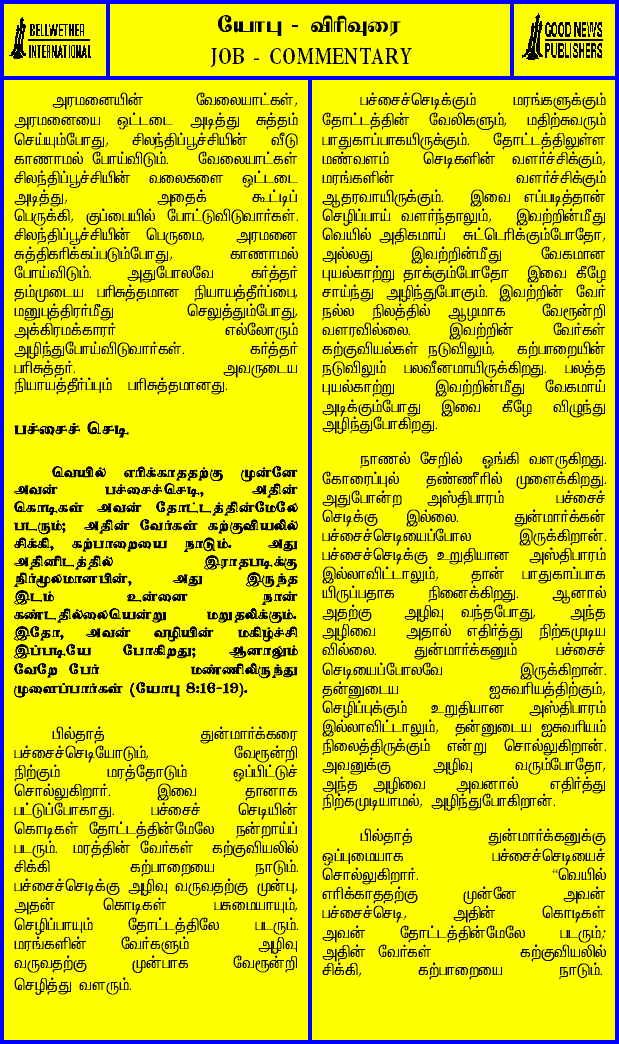 BELLWETHER
INTERNATIONAL
யோபு - விரிவுரை
JOB - COMMENTARY
GOOD NEWS
PUBLISHERS
அரமனையின் வேலையாட்கள்,
அரமனையை ஒட்டடை அடித்து சுத்தம்
செய்யும்போது, சிலந்திப்பூச்சியின் வீடு
காணாமல் போய்விடும். வேலையாட்கள்
சிலந்திப்பூச்சியின் வலைகளை ஒட்டடை
அடித்து, அதைக் கூட்டிப்
பெருக்கி, குப்பையில் போட்டுவிடுவார்கள்.
சிலந்திப்பூச்சியின் பெருமை, அரமனை
சுத்திகரிக்கப்படும்போது, காணாமல்
போய்விடும். அதுபோலவே கர்த்தர்
தம்முடைய பரிசுத்தமான நியாயத்தீர்ப்பை,
மனுபுத்திரர்மீது செலுத்தும்போது,
அக்கிரமக்காரர் எல்லோரும்
அழிந்துபோய்விடுவார்கள். கர்த்தர்
பரிசுத்தர். அவருடைய
நியாயத்தீர்ப்பும் பரிசுத்தமானது.
பச்சைச் செடி
வெயில் எரிக்காததற்கு முன்னே
அவன் பச்சைச்செடி, அதின்
கொடிகள் அவன் தோட்டத்தின்மேலே
படரும்; அதின் வேர்கள் கற்குவியலில்
சிக்கி, கற்பாறையை நாடும். அது
அதினிடத்தில் இராதபடிக்கு
நிர்மூலமானபின், அது இருந்த
இடம் உன்னை நான்
கண்டதில்லையென்று மறுதலிக்கும்.
இதோ, அவன் வழியின் மகிழ்ச்சி
இப்படியே போகிறது; ஆனாலும்
வேறே பேர் மண்ணிலிருந்து
முளைப்பார்கள் (யோபு 8:16-19).
பில்தாத் துன்மார்க்கரை
பச்சைச்செடியோடும், வேரூன்றி
நிற்கும் மரத்தோடும் ஒப்பிட்டுச்
சொல்லுகிறார். இவை தானாக
பட்டுப்போகாது. பச்சைச் செடியின்
கொடிகள் தோட்டத்தின்மேலே நன்றாய்ப்
படரும். மரத்தின் வேர்கள் கற்குவியலில்
சிக்கி கற்பாறையை நாடும்.
பச்சைச்செடிக்கு அழிவு வருவதற்கு முன்பு,
அதன் கொடிகள் பசுமையாயும்,
செழிப்பாயும் தோட்டத்திலே படரும்.
மரங்களின் வேர்களும் அழிவு
வருவதற்கு முன்பாக வேரூன்றி
செழித்து வளரும்.
பச்சைச்செடிக்கும் மரங்களுக்கும்
தோட்டத்தின் வேலிகளும், மதிற்சுவரும்
பாதுகாப்பாகயிருக்கும். தோட்டத்திலுள்ள
மண்வளம் செடிகளின் வளர்ச்சிக்கும்,
மரங்களின் வளர்ச்சிக்கும்
ஆதரவாயிருக்கும். இவை எப்படித்தான்
செழிப்பாய் வளர்ந்தாலும், இவற்றின்மீது
வெயில் அதிகமாய் சுட்டெரிக்கும்போதோ,
அல்லது இவற்றின்மீது வேகமான
புயல்காற்று தாக்கும்போதோ இவை கீழே
சாய்ந்து அழிந்துபோகும். இவற்றின் வேர்
நல்ல நிலத்தில் ஆழமாக வேரூன்றி
வளரவில்லை. இவற்றின் வேர்கள்
கற்குவியல்கள் நடுவிலும், கற்பாறையின்
நடுவிலும் பலவீனமாயிருக்கிறது. பலத்த
புயல்காற்று இவற்றின்மீது வேகமாய்
அடிக்கும்போது இவை கீழே விழுந்து
அழிந்துபோகிறது.
நாணல் சேற்றில் ஓங்கி வளருகிறது.
கோரைப்புல் தண்ணீரில் முளைக்கிறது.
அதுபோன்ற அஸ்திபாரம் பச்சைச்
செடிக்கு இல்லை. துன்மார்க்கன்
பச்சைச்செடியைப்போல இருக்கிறான்.
பச்சைச்செடிக்கு உறுதியான அஸ்திபாரம்
இல்லாவிட்டாலும், தான் பாதுகாப்பாக
யிருப்பதாக நினைக்கிறது. ஆனால்
அதற்கு அழிவு வந்தபோது, அந்த
அழிவை அதால் எதிர்த்து நிற்கமுடிய
வில்லை. துன்மார்க்கனும் பச்சைச்
செடியைப்போலவே இருக்கிறான்.
தன்னுடைய ஐசுவரியத்திற்கும்,
செழிப்புக்கும் உறுதியான அஸ்திபாரம்
இல்லாவிட்டாலும், தன்னுடைய ஐசுவரியம்
நிலைத்திருக்கும் என்று சொல்லுகிறான்.
அவனுக்கு அழிவு வரும்போதோ,
அந்த அழிவை அவனால் எதிர்த்து
நிற்கமுடியாமல், அழிந்துபோகிறான்.
பில்தாத் துன்மார்க்கனுக்கு
ஒப்புமையாக பச்சைச்செடியைச்
சொல்லுகிறார். “வெயில்
எரிக்காததற்கு முன்னே அவன்
பச்சைச்செடி, அதின் கொடிகள்
அவன் தோட்டத்தின்மேலே படரும்;
அதின் வேர்கள் கற்குவியலில்
சிக்கி, கற்பாறையை நாடும்.